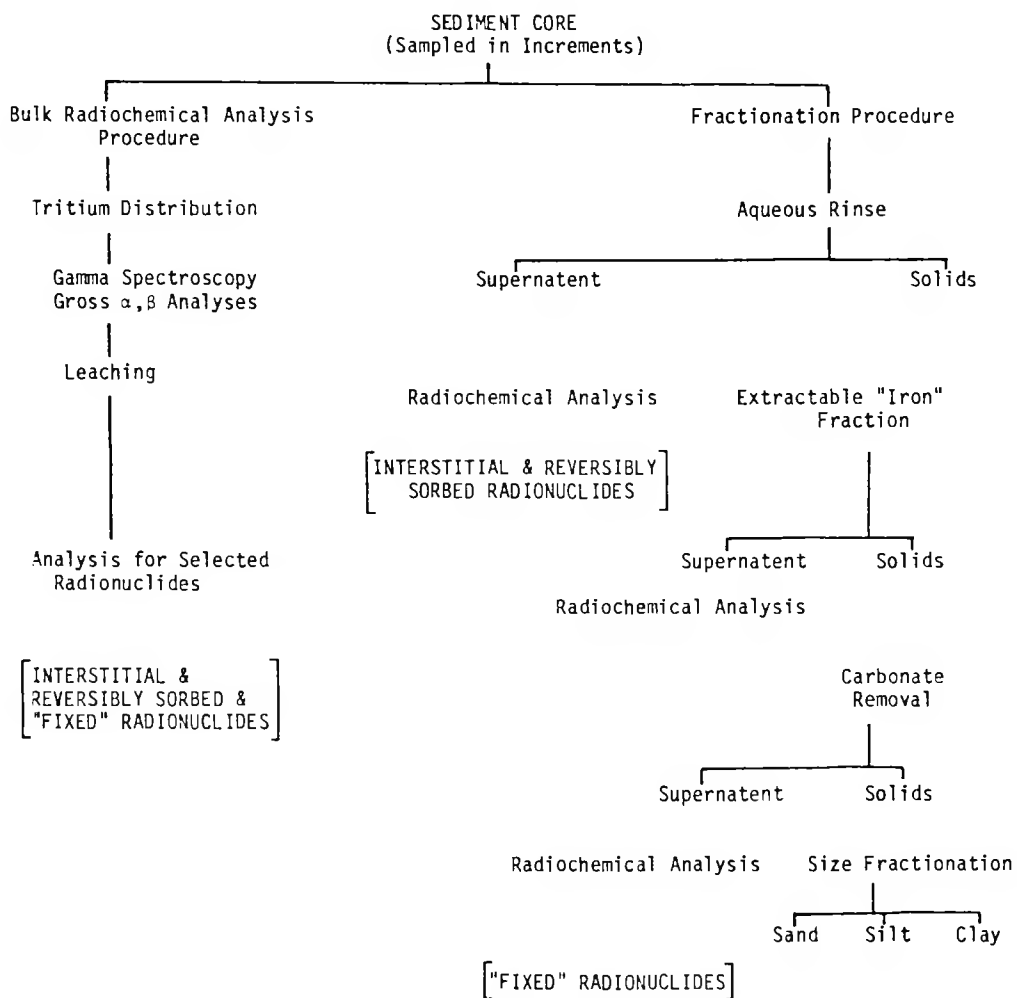 SEDIMENT CORE
(Sampled in Increments)
Bulk Radiochemical Analysis
Procedure
Fractionation Procedure
Tritium Distribution
Aqueous Rinse
Gamma Spectroscopy
Gross α,β Analyses
Supernatent
Solids
Leaching
Radiochemical Analysis
Extractable "Iron"
Fraction
[INTERSTITIAL & REVERSIBLY
SORBED RADIONUCLIDES]
Analysis for Selected
Radionuclides
Supernatent
Solids
Radiochemical Analysis
[INTERSTITIAL &
REVERSIBLY SORBED &
"FIXED" RADIONUCLIDES]
Carbonate
Removal
Supernatent
Solids
Radiochemical Analysis
Size Fractionation
Sand
Silt
Clay
["FIXED" RADIONUCLIDES]